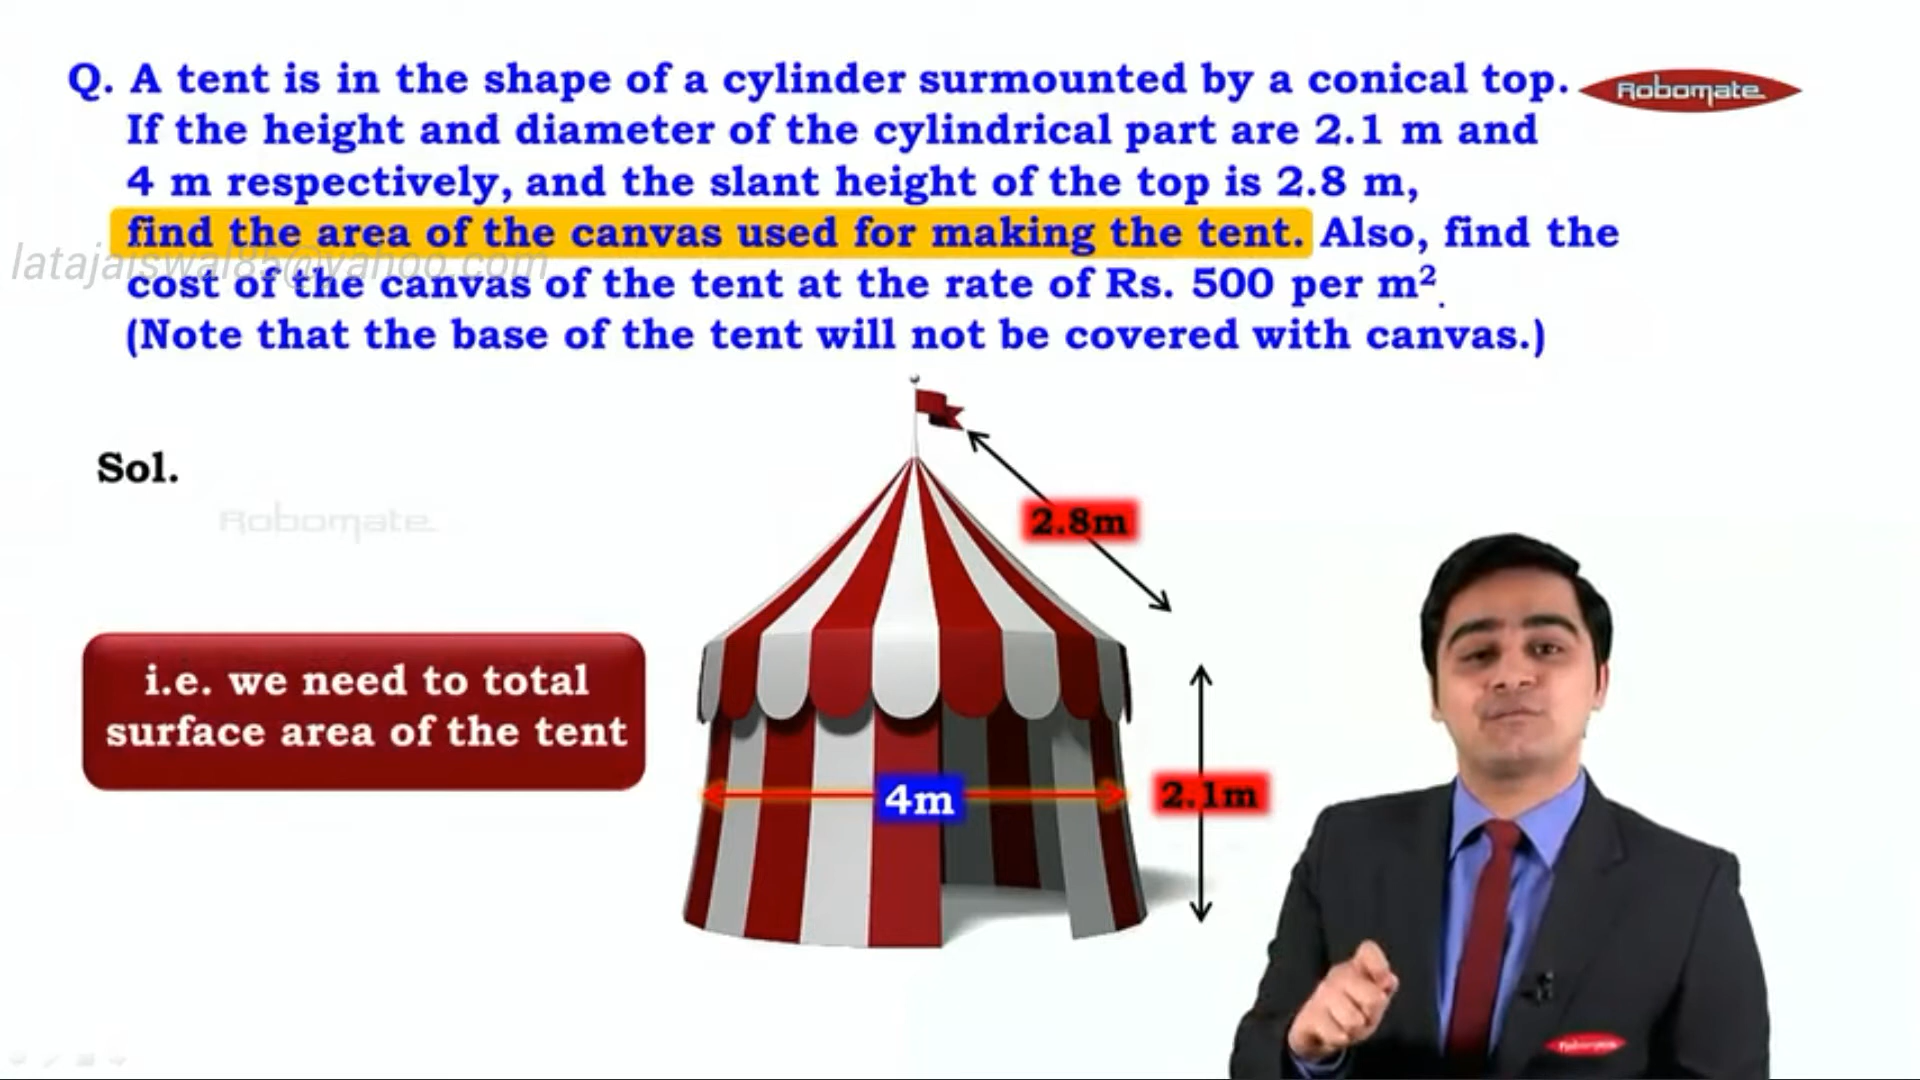 Q. A tent is in the shape of a cylinder surmounted by a conical top.
Robomate
If the height and diameter of the cylindrical part are 2.1 m and
4 m respectively, and the slant height of the top is 2.8 m,
find the area of the canvas used for making the tent. Also, find the
latajaiswal85@yahoo.com
cost of the canvas of the tent at the rate of Rs. 500 per m².
(Note that the base of the tent will not be covered with canvas.)
Sol.
Robomate
2.8m
i.e. we need to total
surface area of the tent
4m
2.1m
Robomate